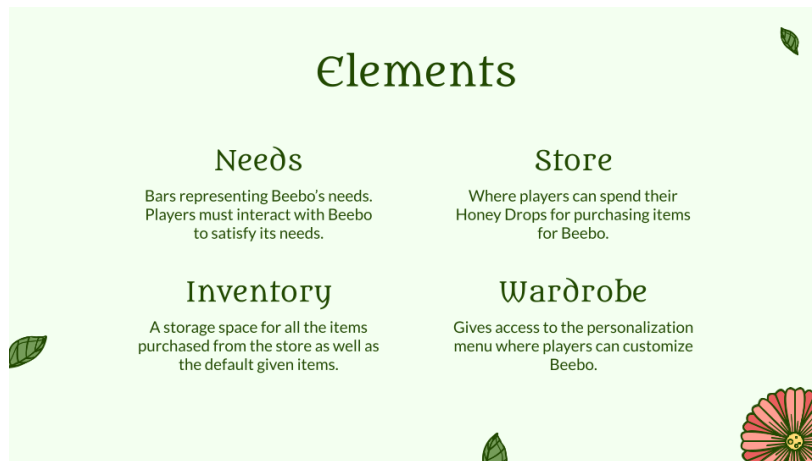 Elements
Needs
Bars representing Beebo’s needs.
Players must interact with Beebo
to satisfy its needs.
Store
Where players can spend their
Honey Drops for purchasing items
for Beebo.
Inventory
A storage space for all the items
purchased from the store as well as
the default given items.
Wardrobe
Gives access to the personalization
menu where players can customize
Beebo.